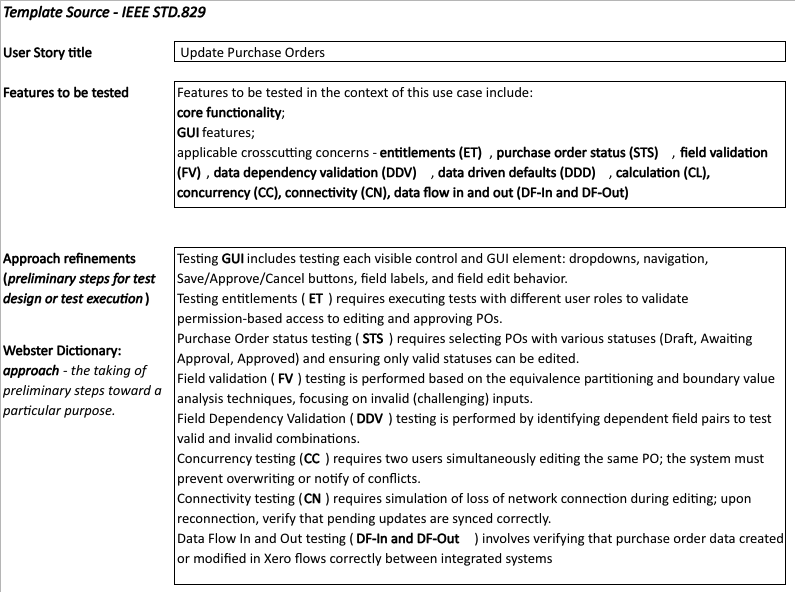 Template Source - IEEE STD.829
User Story title
Update Purchase Orders
Features to be tested
Features to be tested in the context of this use case include:
core functionality;
GUI features;
applicable crosscutting concerns - entitlements (ET) , purchase order status (STS) , field validation
(FV) , data dependency validation (DDV) , data driven defaults (DDD) , calculation (CL),
concurrency (CC), connectivity (CN), data flow in and out (DF-In and DF-Out)
Approach refinements
(preliminary steps for test
design or test execution)
Webster Dictionary:
approach - the taking of
preliminary steps toward a
particular purpose.
Testing GUI includes testing each visible control and GUI element: dropdowns, navigation,
Save/Approve/Cancel buttons, field labels, and field edit behavior.
Testing entitlements ( ET ) requires executing tests with different user roles to validate
permission-based access to editing and approving POs.
Purchase Order status testing ( STS ) requires selecting POs with various statuses (Draft, Awaiting
Approval, Approved) and ensuring only valid statuses can be edited.
Field validation ( FV ) testing is performed based on the equivalence partitioning and boundary value
analysis techniques, focusing on invalid (challenging) inputs.
Field Dependency Validation ( DDV ) testing is performed by identifying dependent field pairs to test
valid and invalid combinations.
Concurrency testing (CC ) requires two users simultaneously editing the same PO; the system must
prevent overwriting or notify of conflicts.
Connectivity testing (CN ) requires simulation of loss of network connection during editing; upon
reconnection, verify that pending updates are synced correctly.
Data Flow In and Out testing ( DF-In and DF-Out ) involves verifying that purchase order data created
or modified in Xero flows correctly between integrated systems